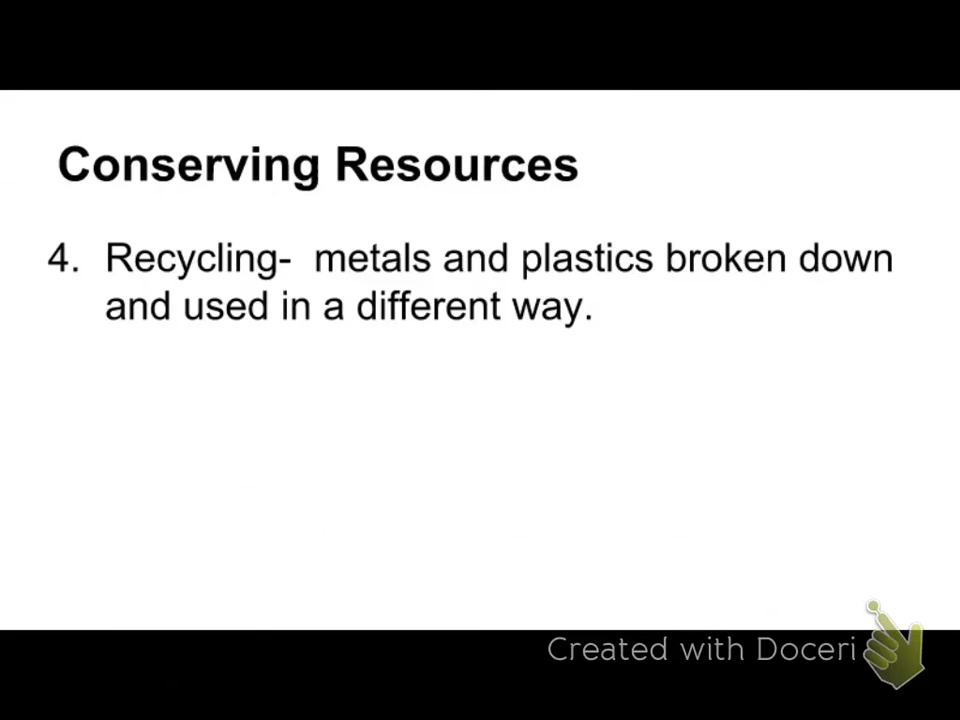 Conserving Resources
4. Recycling- metals and plastics broken down
and used in a different way.
Created with Doceri